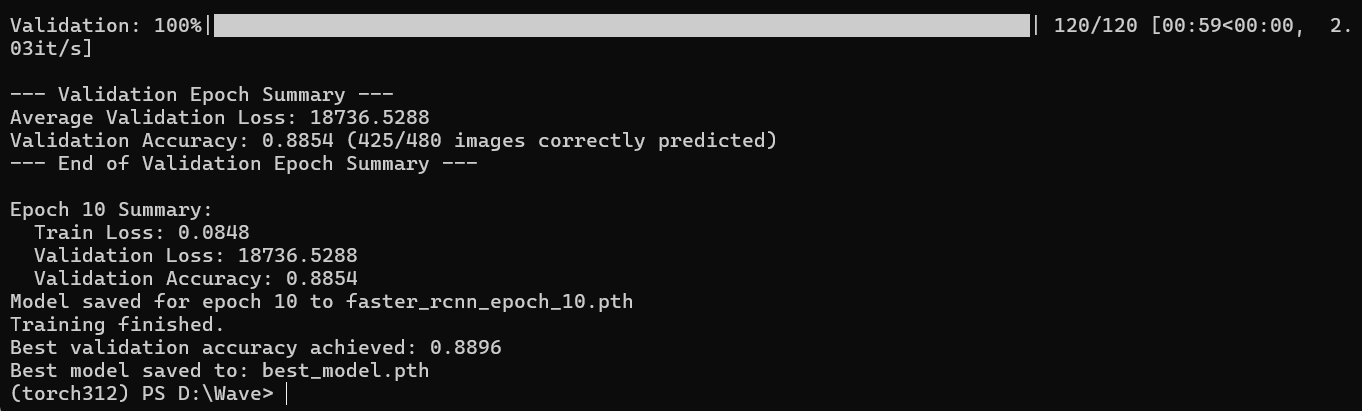 Validation: 100%|██████████| 120/120 [00:59<00:00,  2.
03it/s]
--- Validation Epoch Summary ---
Average Validation Loss: 18736.5288
Validation Accuracy: 0.8854 (425/480 images correctly predicted)
--- End of Validation Epoch Summary ---
Epoch 10 Summary:
  Train Loss: 0.0848
  Validation Loss: 18736.5288
  Validation Accuracy: 0.8854
Model saved for epoch 10 to faster_rcnn_epoch_10.pth
Training finished.
Best validation accuracy achieved: 0.8896
Best model saved to: best_model.pth
(torch312) PS D:\Wave>